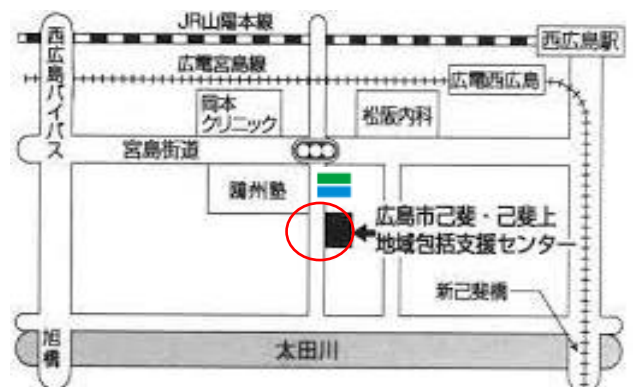 JR山陽本線
西広島駅
広電宮島線
広電西広島
西広島バイパス
岡本
クリニック
松阪内科
宮島街道
鷗州塾
広島市己斐・己斐上
地域包括支援センター
新己斐橋
旭橋
太田川